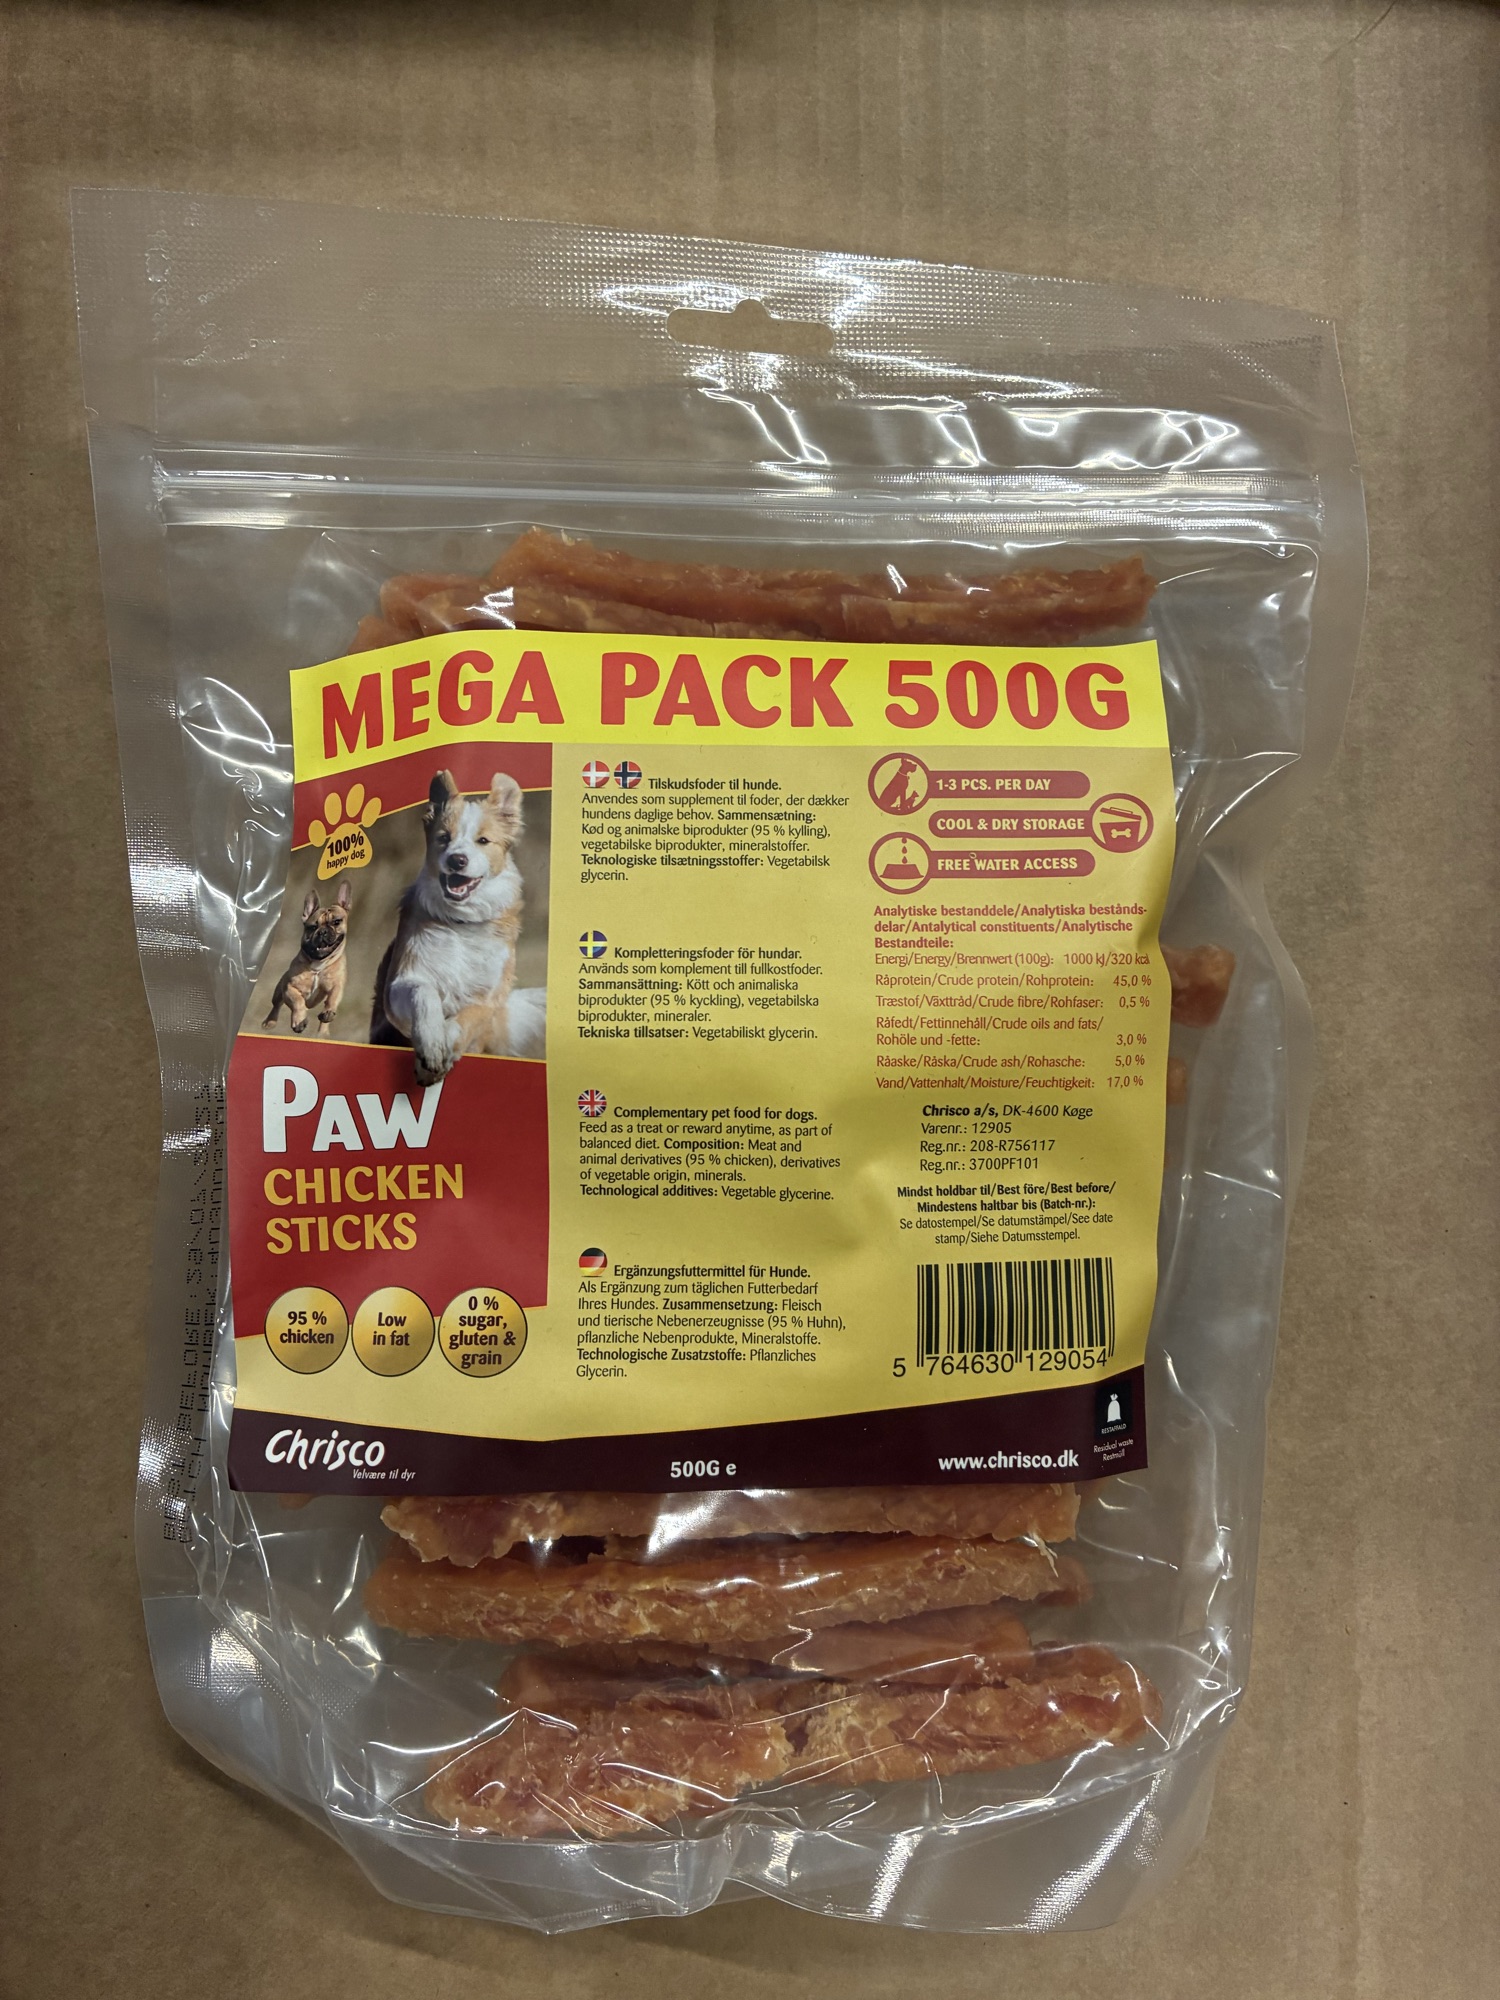 MEGA PACK 500G
100%
happy dog
PAW
CHICKEN
STICKS
95 %
chicken
Low
in fat
0 %
sugar,
gluten &
grain
Tilskudsfoder til hunde.
Anvendes som supplement til foder, der dækker
hundens daglige behov. Sammensætning:
Kød og animalske biprodukter (95 % kylling),
vegetabilske biprodukter, mineralstoffer.
Teknologiske tilsætningsstoffer: Vegetabilsk
glycerin.
Kompletteringsfoder för hundar.
Används som komplement till fullkostfoder.
Sammansättning: Kött och animaliska
biprodukter (95 % kyckling), vegetabilska
biprodukter, mineraler.
Tekniska tillsatser: Vegetabiliskt glycerin.
Complementary pet food for dogs.
Feed as a treat or reward anytime, as part of
balanced diet. Composition: Meat and
animal derivatives (95 % chicken), derivatives
of vegetable origin, minerals.
Technological additives: Vegetable glycerine.
Ergänzungsfuttermittel für Hunde.
Als Ergänzung zum täglichen Futterbedarf
Ihres Hundes. Zusammensetzung: Fleisch
und tierische Nebenerzeugnisse (95 % Huhn),
pflanzliche Nebenprodukte, Mineralstoffe.
Technologische Zusatzstoffe: Pflanzliches
Glycerin.
1-3 PCS. PER DAY
COOL & DRY STORAGE
FREE WATER ACCESS
Analytiske bestanddele/Analytiska bestånds-
delar/Antalytical constituents/Analytische
Bestandteile:
Energi/Energy/Brennwert (100g): 1000 kJ/320 kcal
Råprotein/Crude protein/Rohprotein: 45,0 %
Træstof/Växttråd/Crude fibre/Rohfaser: 0,5 %
Råfedt/Fettinnehåll/Crude oils and fats/
Rohöle und -fette: 3,0 %
Råaske/Råska/Crude ash/Rohasche: 5,0 %
Vand/Vattenhalt/Moisture/Feuchtigkeit: 17,0 %
Chrisco a/s, DK-4600 Køge
Varenr.: 12905
Reg.nr.: 208-R756117
Reg.nr.: 3700PF101
Mindst holdbar til/Best före/Best before/
Mindestens haltbar bis (Batch-nr.):
Se datostempel/Se datumstämpel/See date
stamp/Siehe Datumsstempel.
5 764630 129054
RESTAFFALD
Residual waste
Restmüll
Chrisco
Velvære til dyr
500G e
www.chrisco.dk